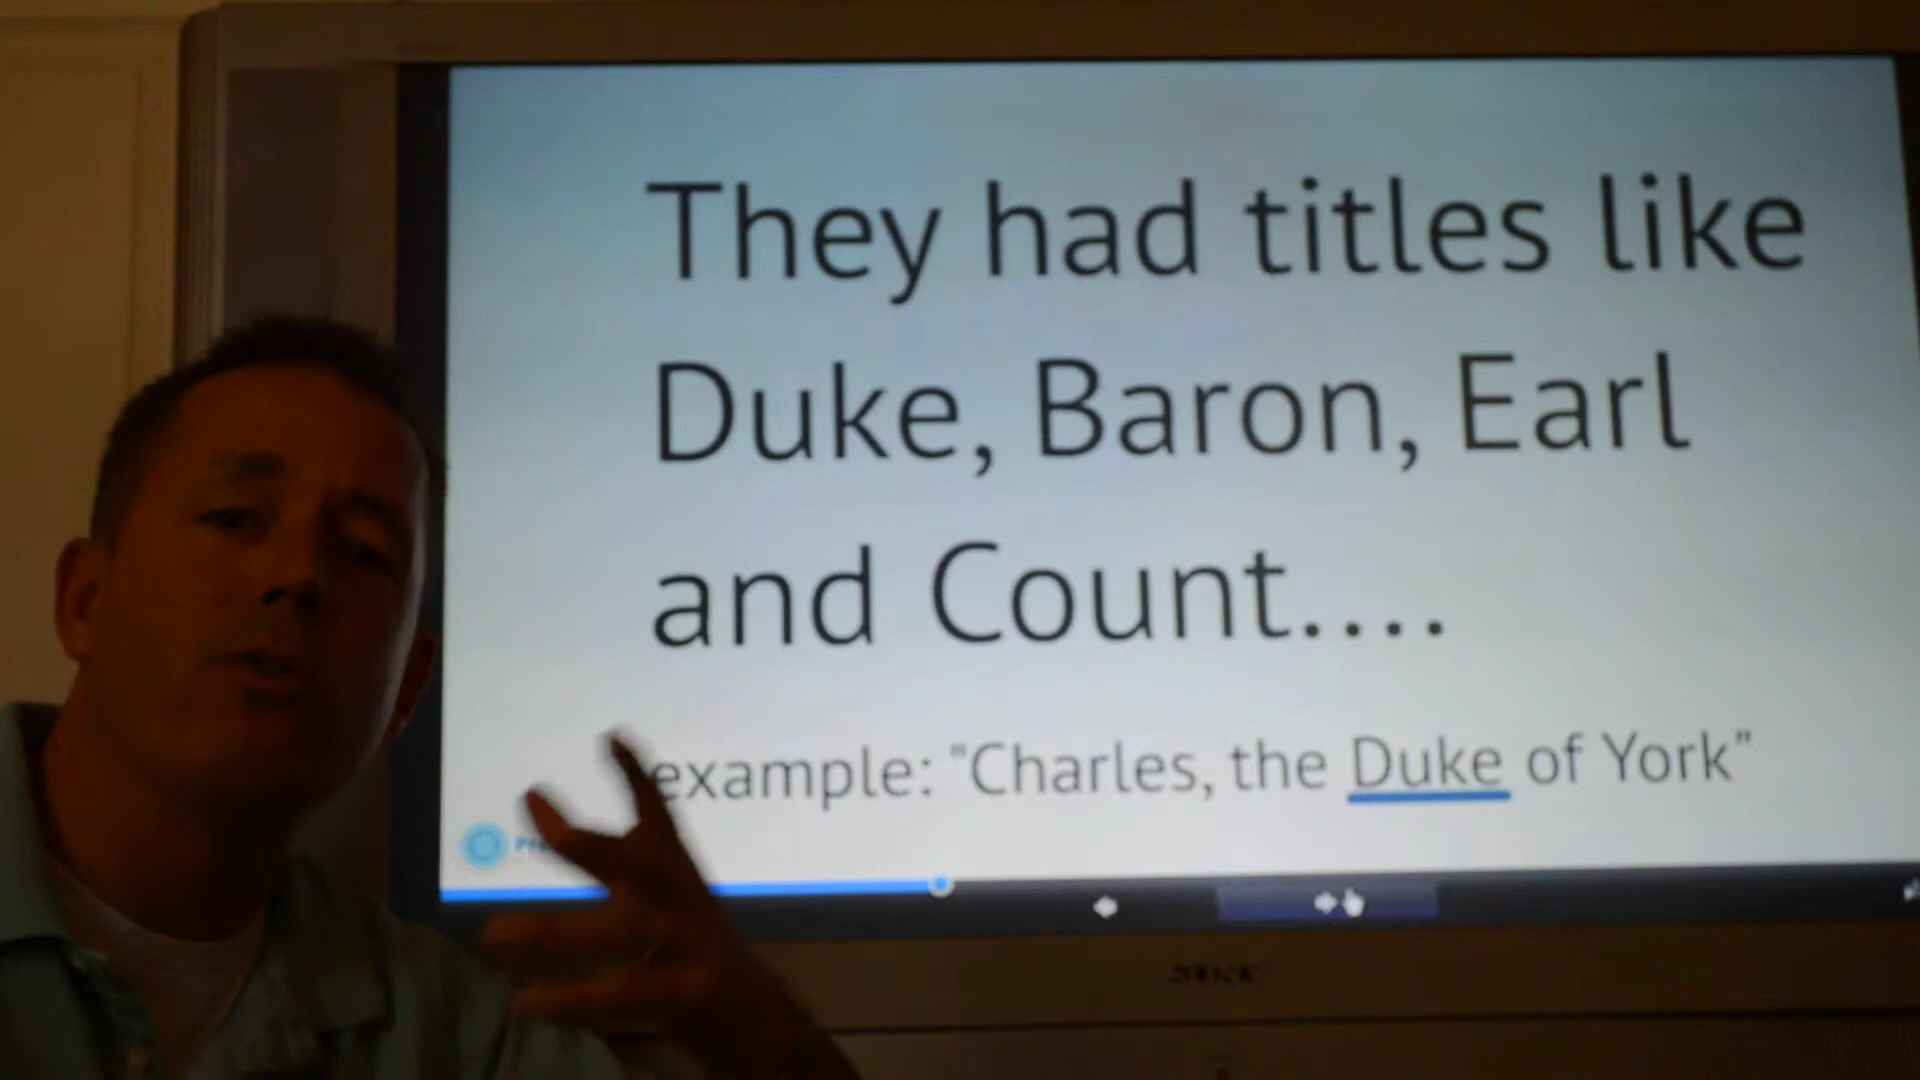 They had titles like
Duke, Baron, Earl
and Count....
example: "Charles, the Duke of York"